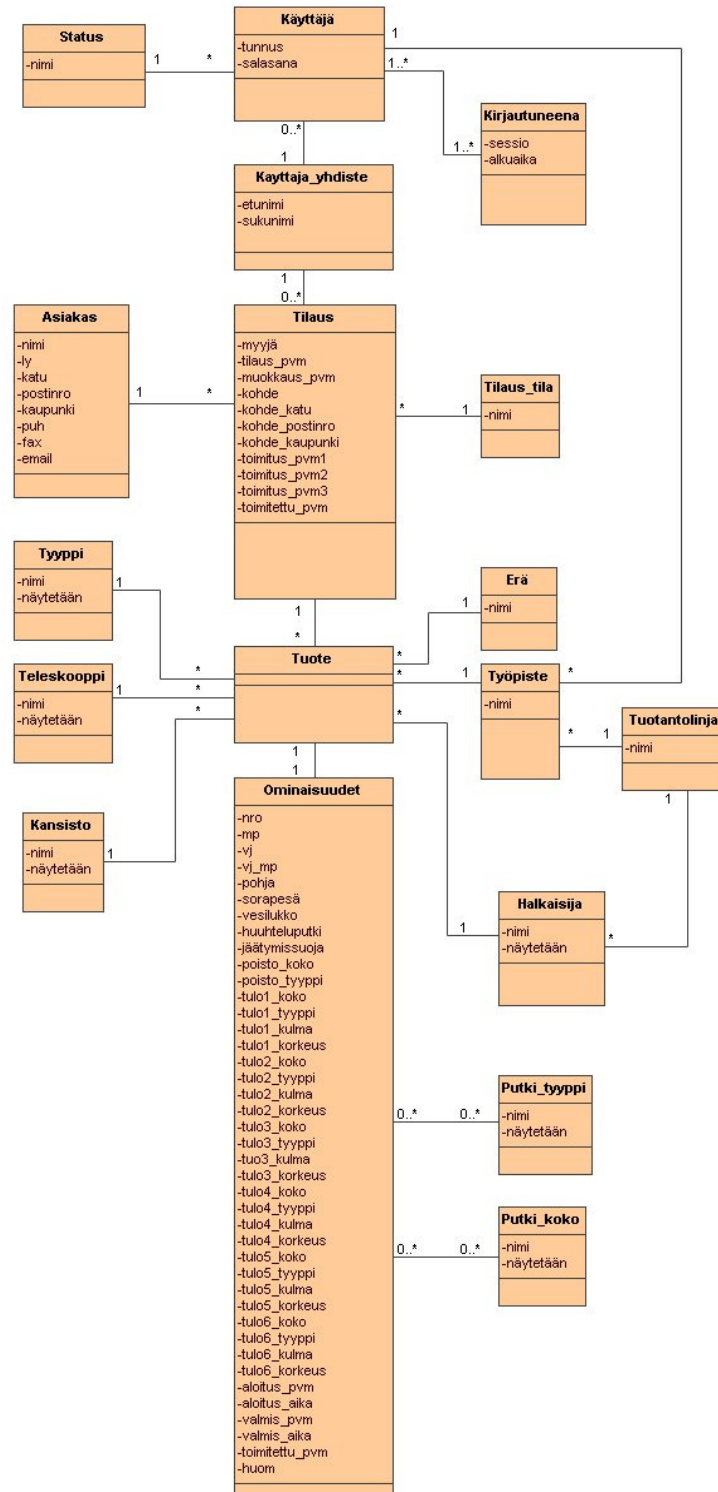 Käyttäjä
-tunnus
-salasana
Status
-nimi
1
*
1
1..*
1..*
Kirjautuneena
-sessio
-alkuaika
0..*
1
Kayttaja_yhdiste
-etunimi
-sukunimi
1
0..*
Asiakas
-nimi
-ly
-katu
-postinro
-kaupunki
-puh
-fax
-email
1
*
Tilaus
-myyjä
-tilaus_pvm
-muokkaus_pvm
-kohde
-kohde_katu
-kohde_postinro
-kohde_kaupunki
-toimitus_pvm1
-toimitus_pvm2
-toimitus_pvm3
-toimitettu_pvm
*
1
Tilaus_tila
-nimi
Tyyppi
-nimi
-näytetään
1
*
1
*
Erä
-nimi
1
*
Tuote
Teleskooppi
-nimi
-näytetään
1
*
*
1
Työpiste
-nimi
*
*
1
Tuotantolinja
-nimi
1
*
*
1
1
1
Kansisto
-nimi
-näytetään
1
*
Halkaisija
-nimi
-näytetään
Ominaisuudet
-nro
-mp
-vj
-vj_mp
-pohja
-sorapesä
-vesilukko
-huuhteluputki
-jäätymissuoja
-poisto_koko
-poisto_tyyppi
-tulo1_koko
-tulo1_tyyppi
-tulo1_kulma
-tulo1_korkeus
-tulo2_koko
-tulo2_tyyppi
-tulo2_kulma
-tulo2_korkeus
-tulo3_koko
-tulo3_tyyppi
-tuo3_kulma
-tulo3_korkeus
-tulo4_koko
-tulo4_tyyppi
-tulo4_kulma
-tulo4_korkeus
-tulo5_koko
-tulo5_tyyppi
-tulo5_kulma
-tulo5_korkeus
-tulo6_koko
-tulo6_tyyppi
-tulo6_kulma
-tulo6_korkeus
-aloitus_pvm
-aloitus_aika
-valmis_pvm
-valmis_aika
-toimitettu_pvm
-huom
0..*
0..*
Putki_tyyppi
-nimi
-näytetään
0..*
0..*
Putki_koko
-nimi
-näytetään